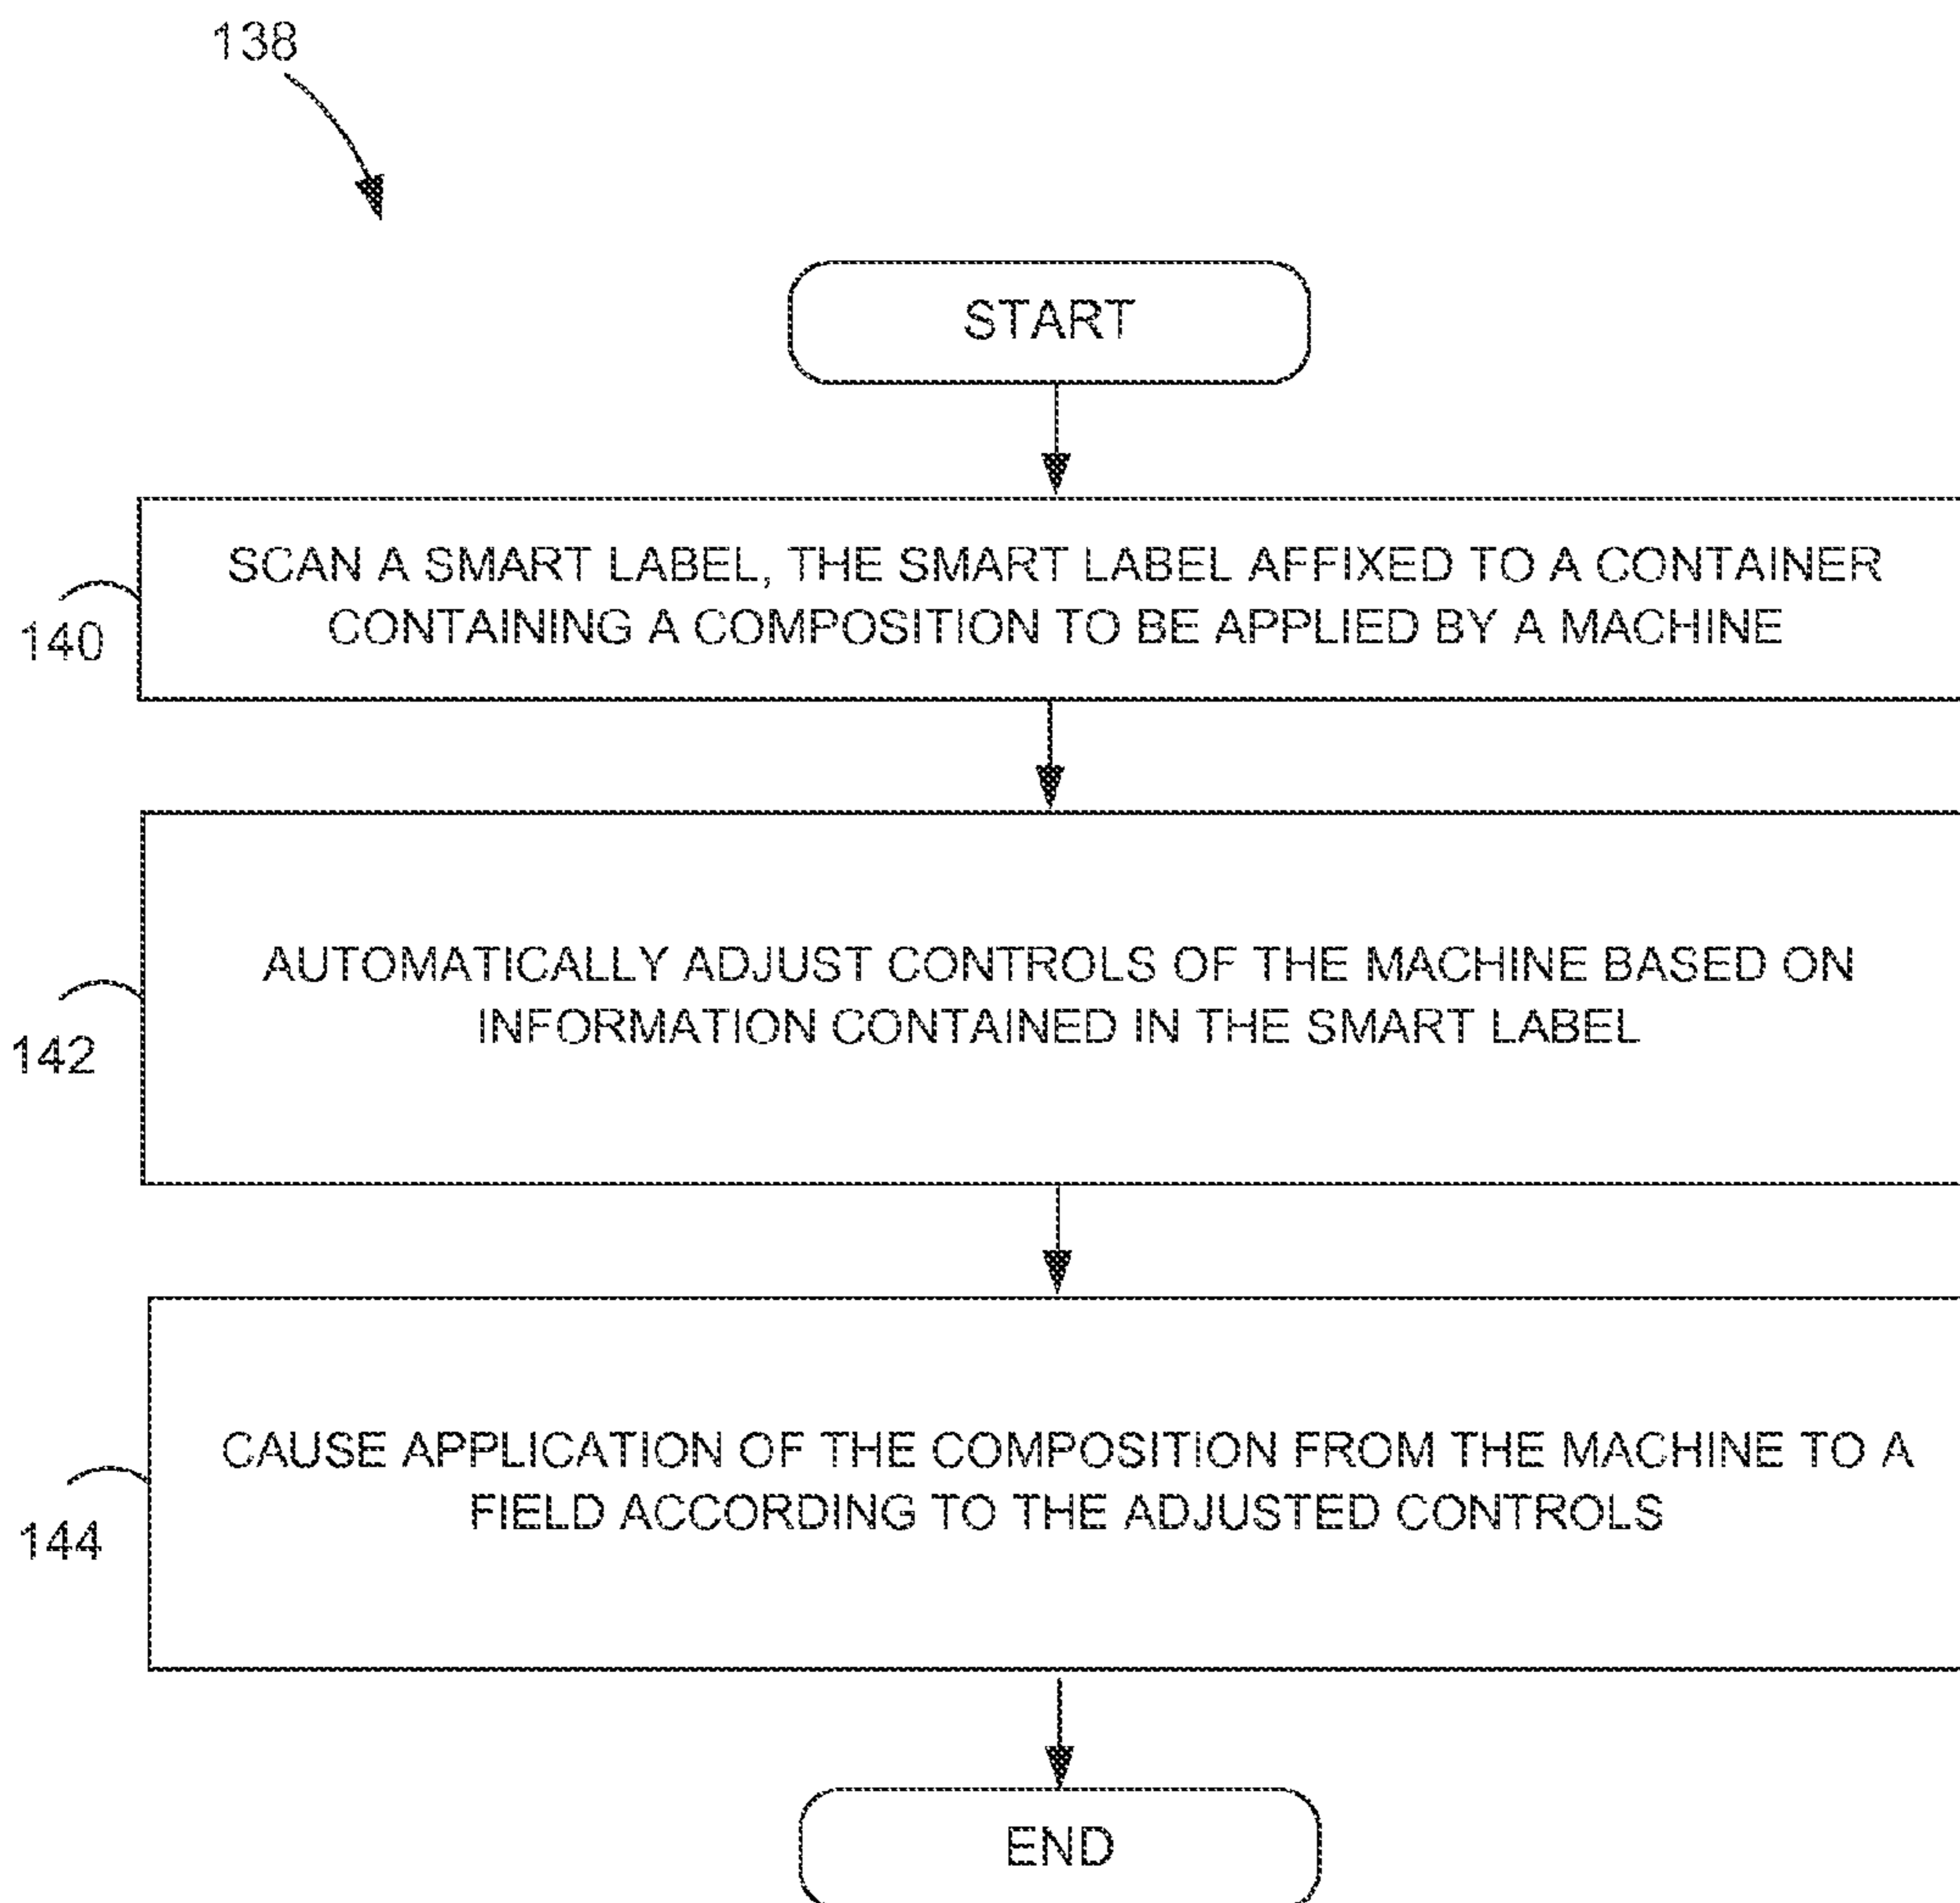 138
START
SCAN A SMART LABEL, THE SMART LABEL AFFIXED TO A CONTAINER
CONTAINING A COMPOSITION TO BE APPLIED BY A MACHINE
140
AUTOMATICALLY ADJUST CONTROLS OF THE MACHINE BASED ON
INFORMATION CONTAINED IN THE SMART LABEL
142
CAUSE APPLICATION OF THE COMPOSITION FROM THE MACHINE TO A
FIELD ACCORDING TO THE ADJUSTED CONTROLS
144
END